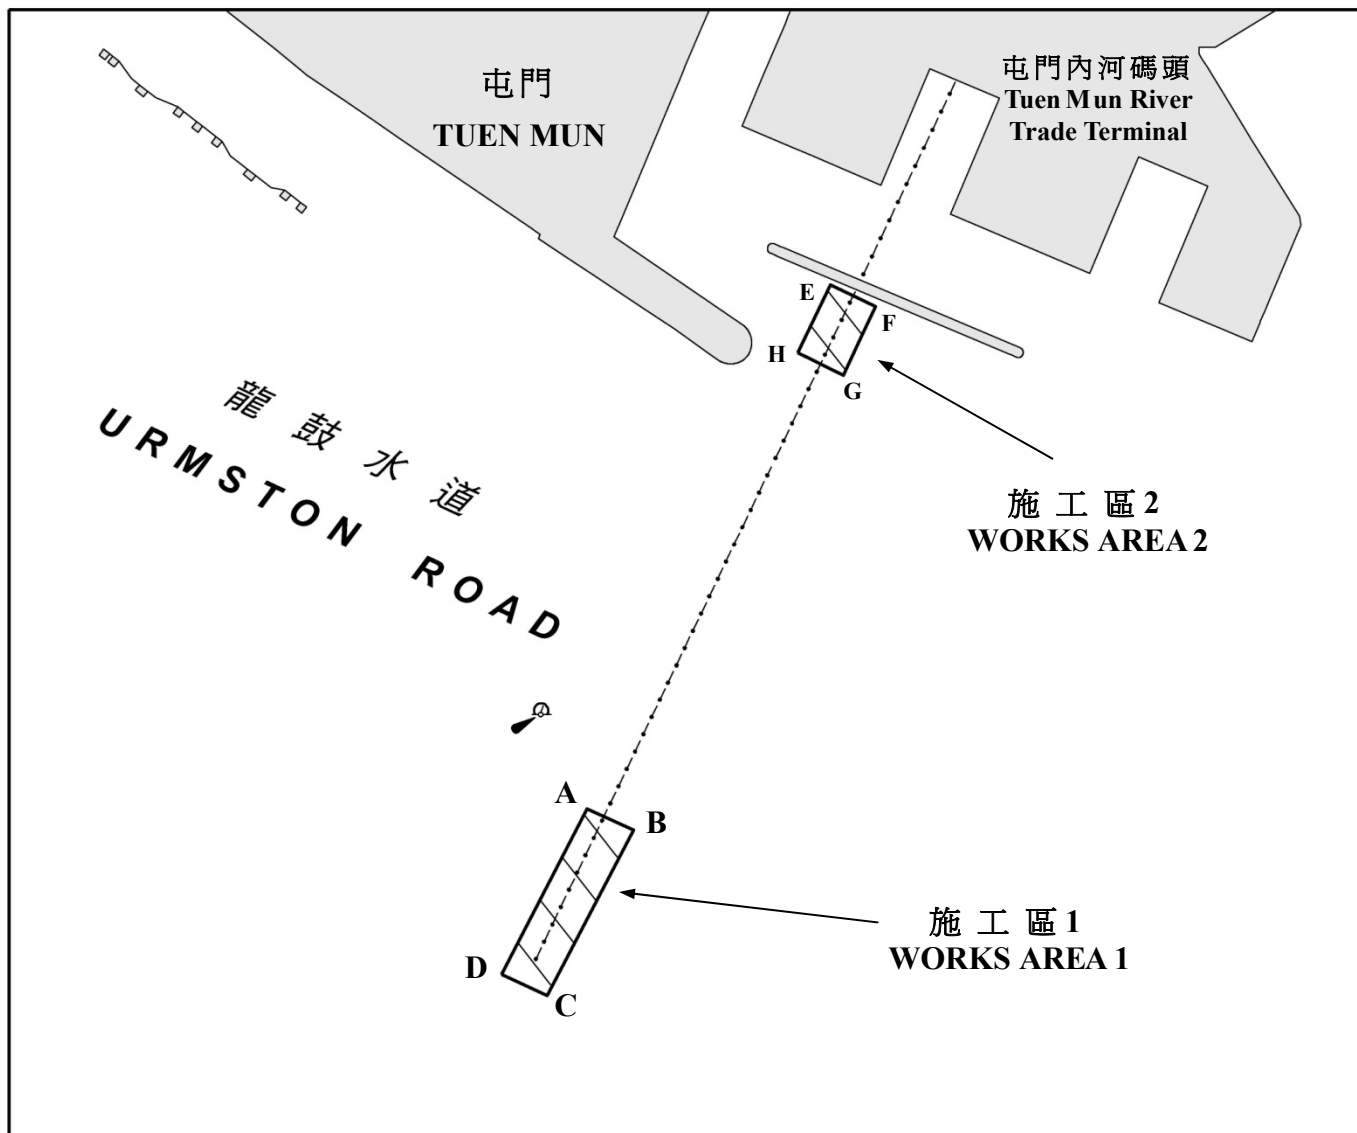 屯門
TUEN MUN
屯門內河碼頭
Tuen Mun River
Trade Terminal
E
F
H
G
龍鼓水道
URMSTON ROAD
施工區2
WORKS AREA 2
A
B
施工區1
WORKS AREA 1
D
C